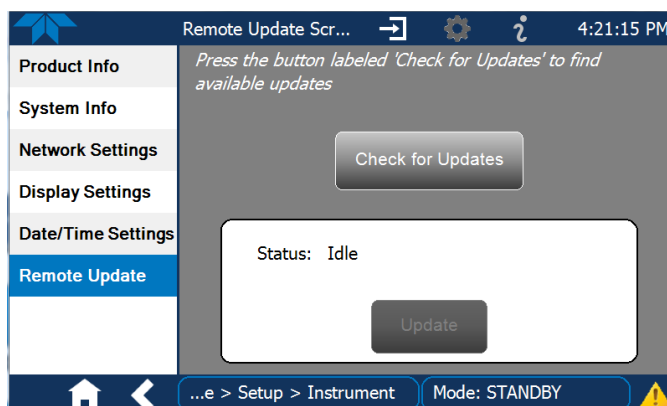 Remote Update Scr...
4:21:15 PM
Product Info
System Info
Network Settings
Display Settings
Date/Time Settings
Remote Update
Press the button labeled 'Check for Updates' to find
available updates
Check for Updates
Status: Idle
Update
...e > Setup > Instrument
Mode: STANDBY